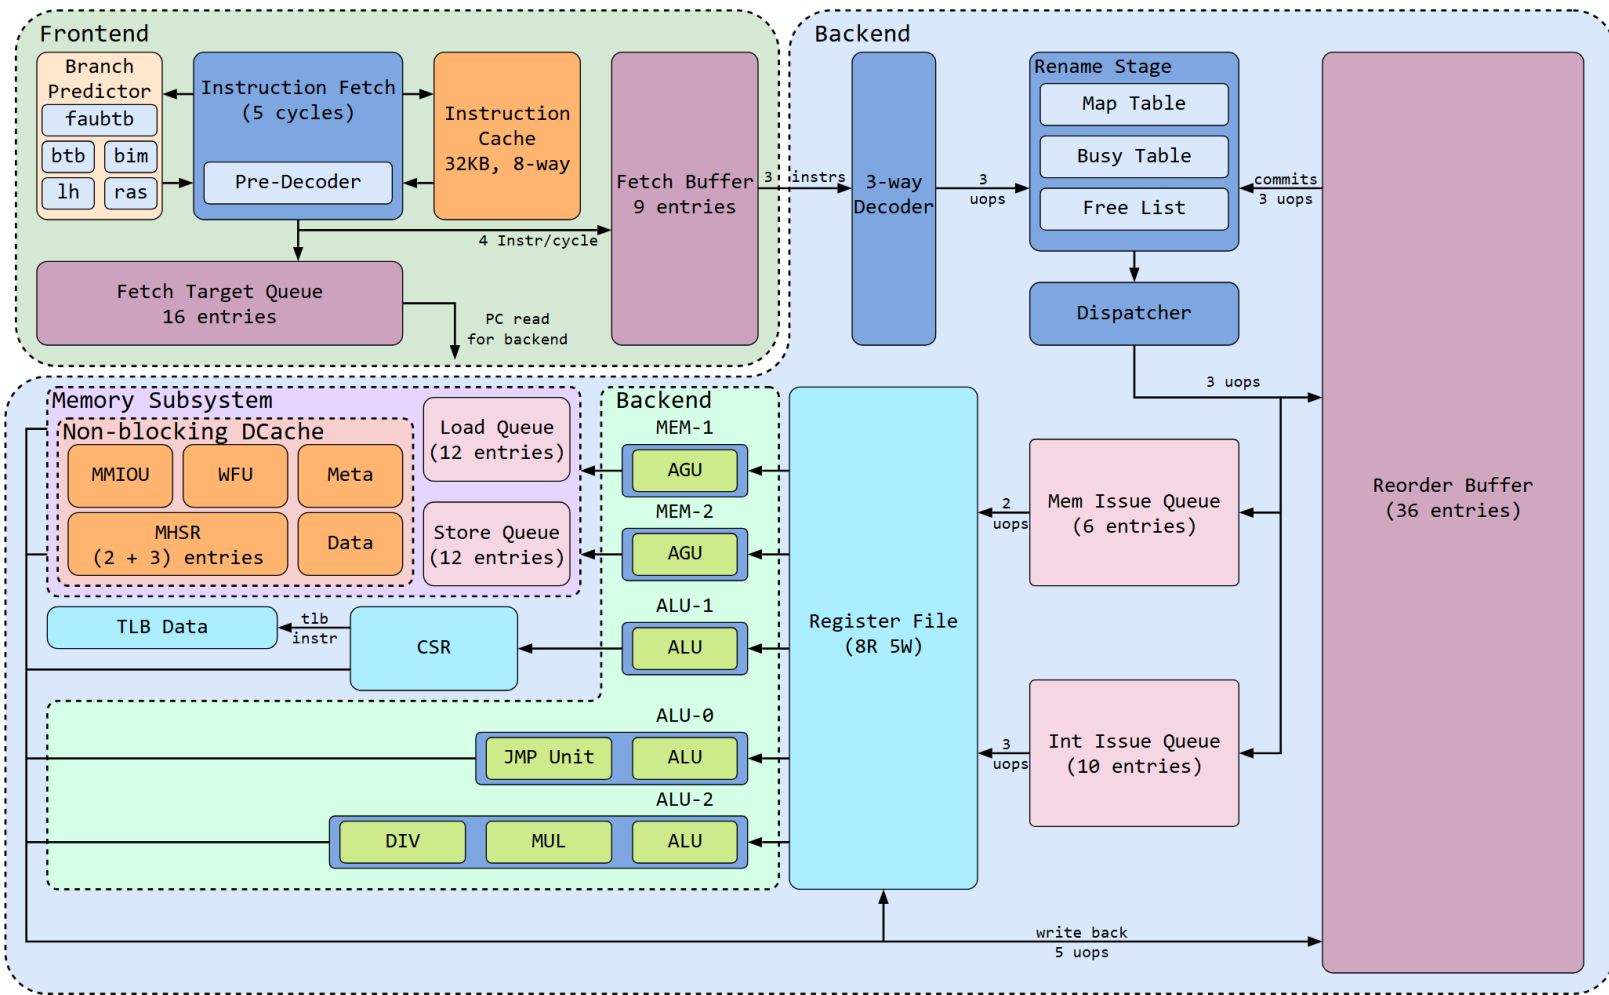 Frontend
Branch
Predictor
faubtb
btb
bim
lh
ras
Instruction Fetch
(5 cycles)
Pre-Decoder
Instruction
Cache
32KB, 8-way
Fetch Buffer
9 entries
4 Instr/cycle
Fetch Target Queue
16 entries
PC read
for backend
3 instrs
Backend
3-way
Decoder
3
uops
Rename Stage
Map Table
Busy Table
Free List
commits
3 uops
Dispatcher
3 uops
Reorder Buffer
(36 entries)
Memory Subsystem
Non-blocking DCache
MMIOU
WFU
Meta
MHSR
(2 + 3) entries
Data
Load Queue
(12 entries)
Store Queue
(12 entries)
Backend
MEM-1
AGU
MEM-2
AGU
ALU-1
ALU
TLB Data
tlb
instr
CSR
ALU-0
JMP Unit
ALU
ALU-2
DIV
MUL
ALU
Register File
(8R 5W)
2
uops
Mem Issue Queue
(6 entries)
3
uops
Int Issue Queue
(10 entries)
write back
5 uops